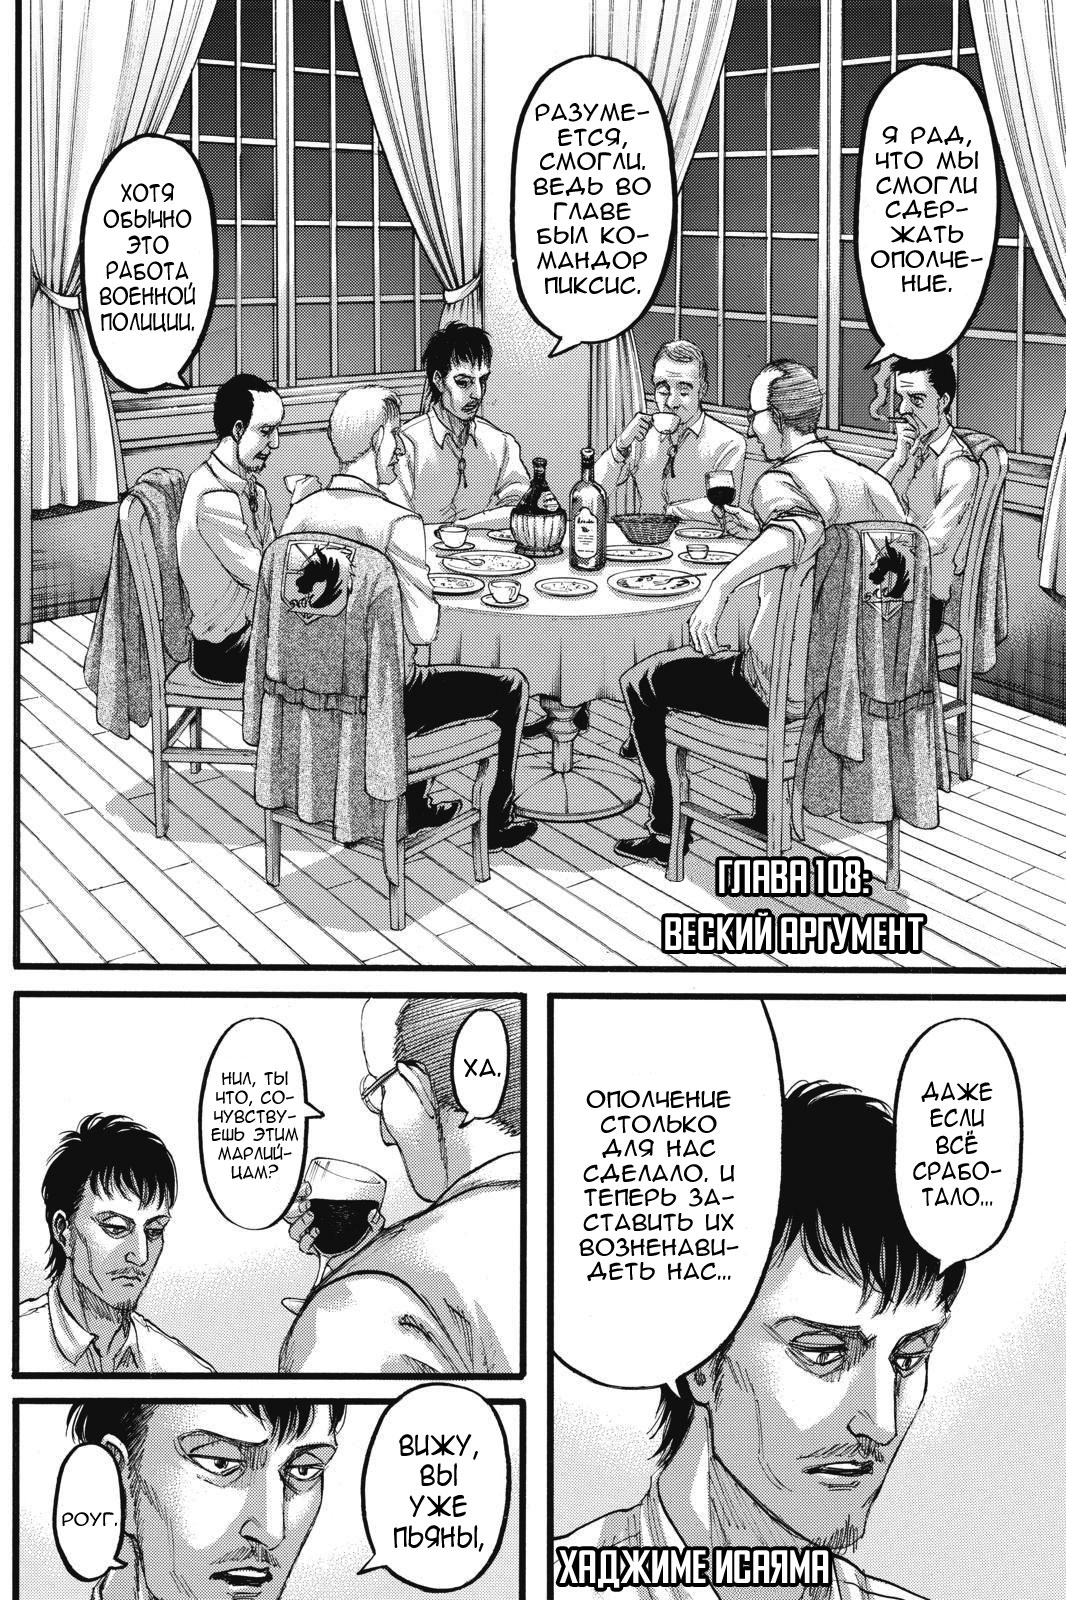 Я РАД,
ЧТО МЫ
СМОГЛИ
СДЕР-
ЖАТЬ
ОПОЛЧЕ-
НИЕ.
РАЗУМЕ-
ЕТСЯ,
СМОГЛИ.
ВЕДЬ ВО
ГЛАВЕ
БЫЛ КО-
МАНДОР
ПИКСИС.
ХОТЯ
ОБЫЧНО
ЭТО
РАБОТА
ВОЕННОЙ
ПОЛИЦИИ.
ГЛАВА 108:
ВЕСКИЙ АРГУМЕНТ
ДАЖЕ
ЕСЛИ
ВСЁ
СРАБО-
ТАЛО...
ОПОЛЧЕНИЕ
СТОЛЬКО
ДЛЯ НАС
СДЕЛАЛО. И
ТЕПЕРЬ ЗА-
СТАВИТЬ ИХ
ВОЗНЕНАВИ-
ДЕТЬ НАС...
ХАДЖИМЕ ИСАЯМА
ХА.
НИЛ, ТЫ
ЧТО, СО-
ЧУВСТВУ-
ЕШЬ ЭТИМ
МАРЛИЙ-
ЦАМ?
ВИЖУ,
ВЫ
УЖЕ
ПЬЯНЫ,
РОУГ.